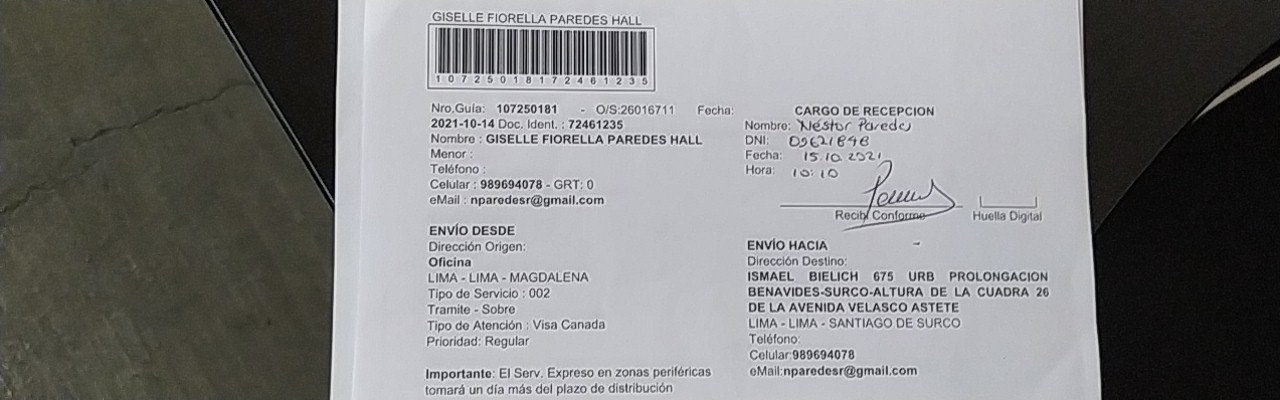 GISELLE FIORELLA PAREDES HALL
10725018172461235
Nro.Guía: 107250181 - O/S:26016711 Fecha:
2021-10-14 Doc. Ident. : 72461235
Nombre : GISELLE FIORELLA PAREDES HALL
Menor :
Teléfono :
Celular : 989694078 - GRT: 0
eMail : nparedesr@gmail.com
CARGO DE RECEPCION
Nombre: Néstor Paredes
DNI: 09621898
Fecha: 15.10.2021
Hora: 10:10
Recibí Conforme
Huella Digital
ENVÍO DESDE
Dirección Origen:
Oficina
LIMA - LIMA - MAGDALENA
Tipo de Servicio : 002
Tramite - Sobre
Tipo de Atención : Visa Canada
Prioridad: Regular
Importante: El Serv. Expreso en zonas periféricas
tomará un día más del plazo de distribución
ENVÍO HACIA
Dirección Destino:
ISMAEL BIELICH 675 URB PROLONGACION
BENAVIDES-SURCO-ALTURA DE LA CUADRA 26
DE LA AVENIDA VELASCO ASTETE
LIMA - LIMA - SANTIAGO DE SURCO
Teléfono:
Celular:989694078
eMail:nparedesr@gmail.com